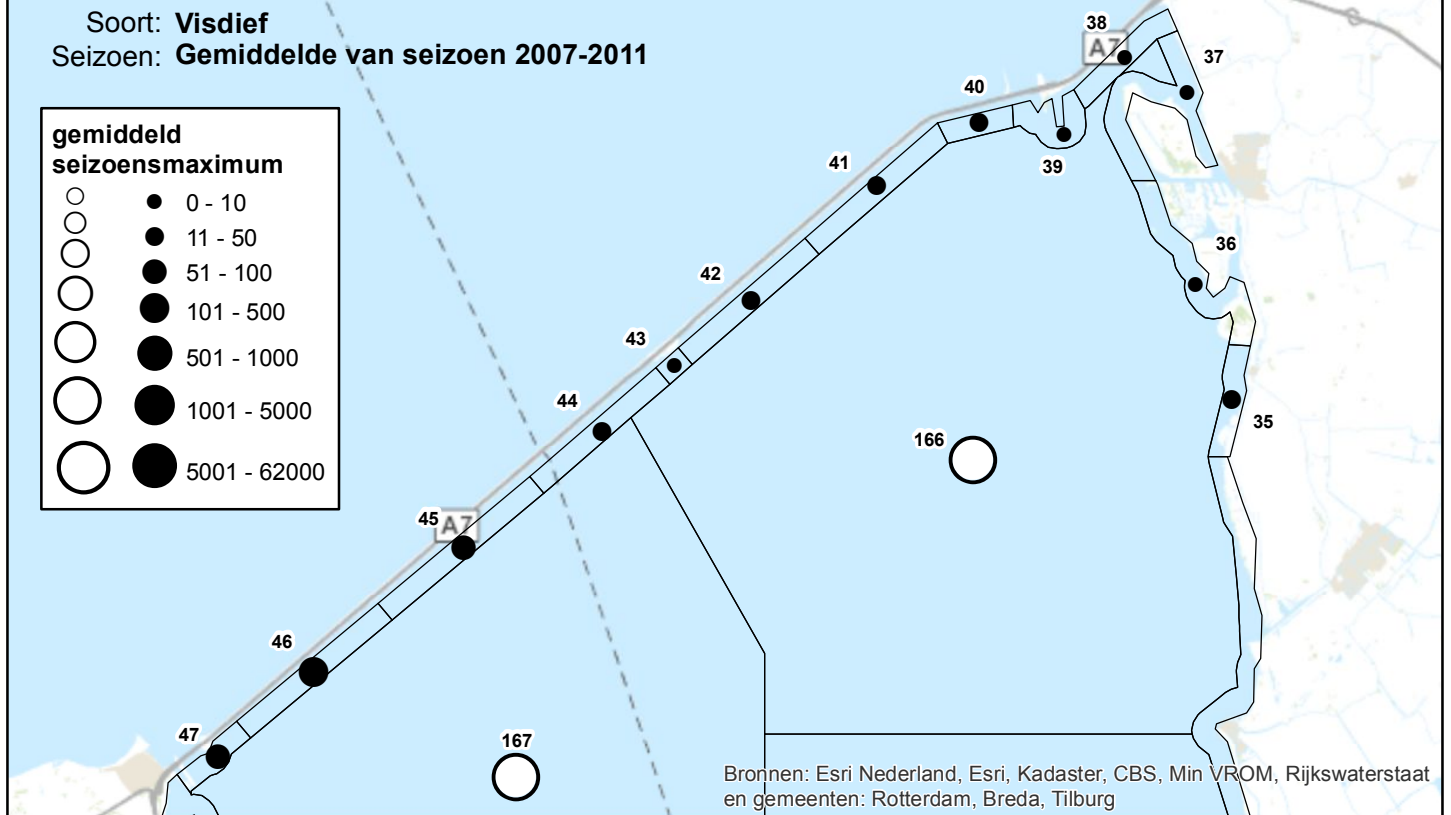 Soort: Visdief
Seizoen: Gemiddelde van seizoen 2007-2011
gemiddeld
seizoensmaximum
0 - 10
11 - 50
51 - 100
101 - 500
501 - 1000
1001 - 5000
5001 - 62000
38
A7
37
40
39
41
36
42
43
35
44
166
45
A7
46
47
167
Bronnen: Esri Nederland, Esri, Kadaster, CBS, Min VROM, Rijkswaterstaat
en gemeenten: Rotterdam, Breda, Tilburg